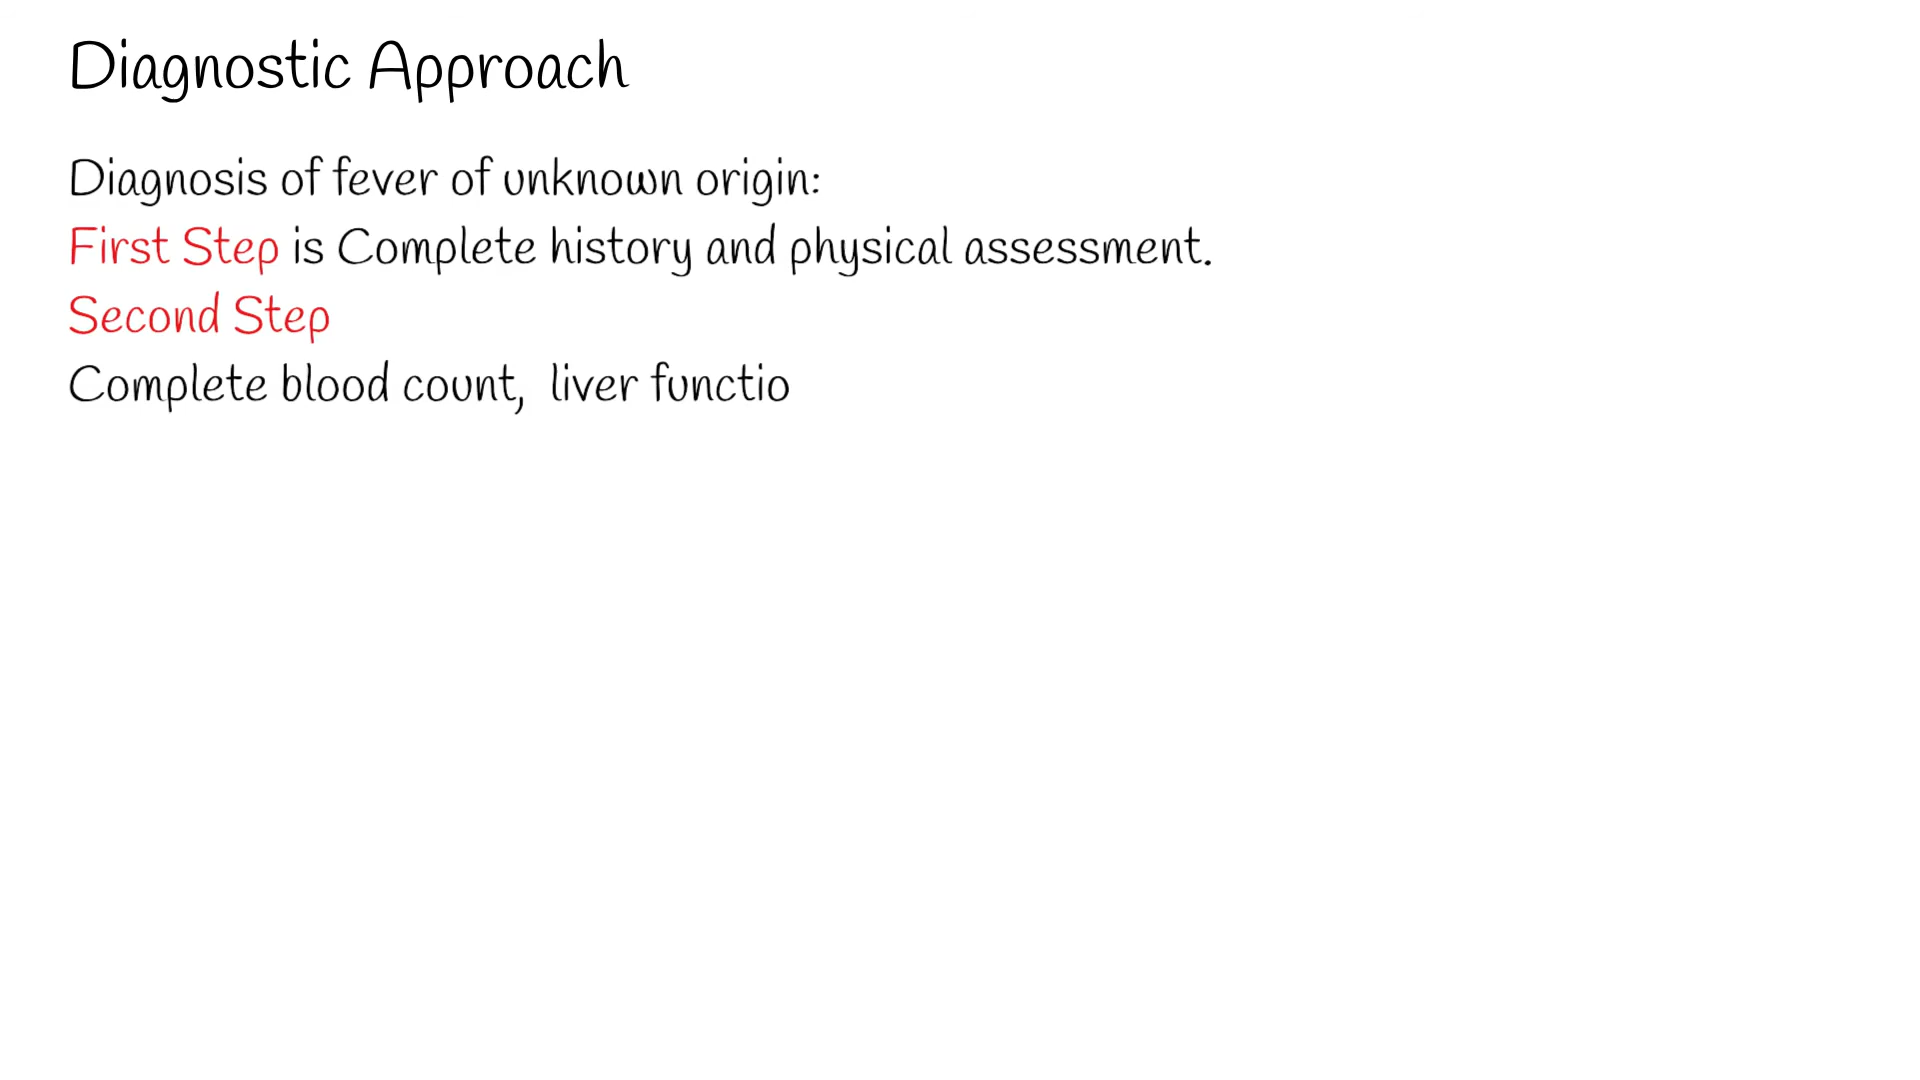 Diagnostic Approach
Diagnosis of fever of unknown origin:
First Step is Complete history and physical assessment.
Second Step
Complete blood count, liver functio